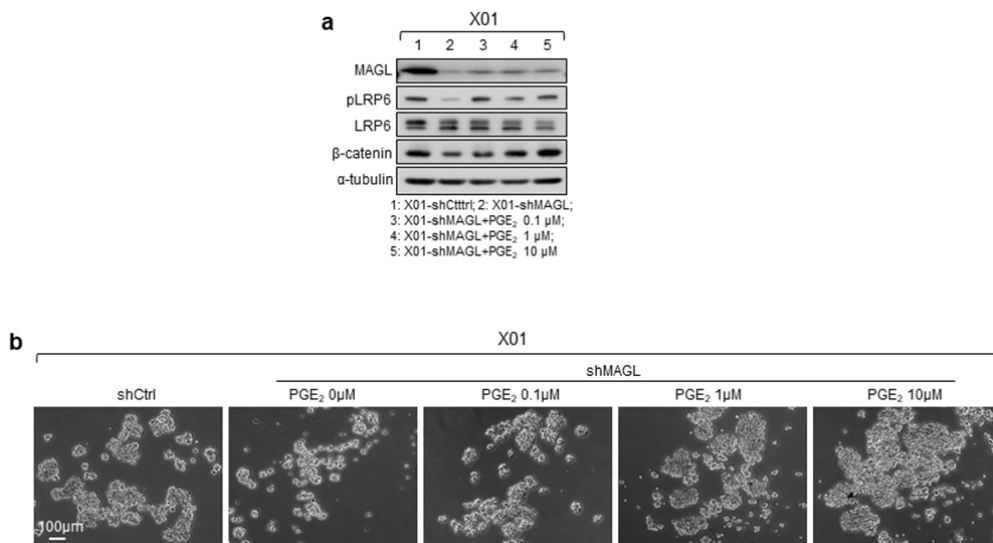 a
X01
1 2 3 4 5
MAGL
pLRP6
LRP6
β-catenin
α-tubulin
1: X01-shCtttrl; 2: X01-shMAGL;
3: X01-shMAGL+PGE₂ 0.1 µM;
4: X01-shMAGL+PGE₂ 1 µM;
5: X01-shMAGL+PGE₂ 10 µM
b
X01
shMAGL
shCtrl PGE₂ 0µM PGE₂ 0.1µM PGE₂ 1µM PGE₂ 10µM
100µm